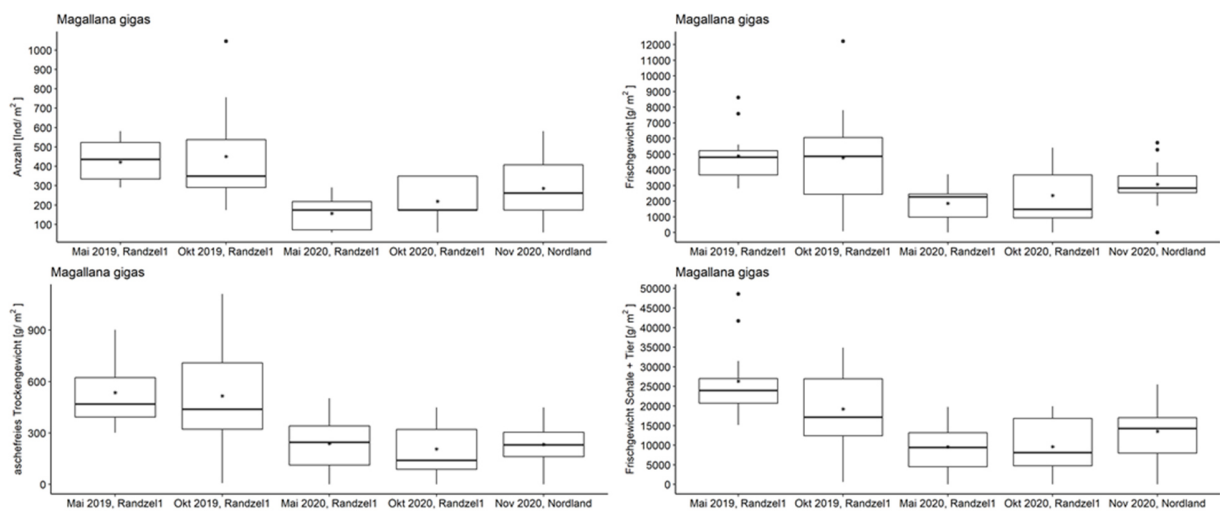 Magallana gigas
Anzahl [Ind/ m²]
1000
900
800
700
600
500
400
300
200
100
Mai 2019, Randzel1
Okt 2019, Randzel1
Mai 2020, Randzel1
Okt 2020, Randzel1
Nov 2020, Nordland
Magallana gigas
Frischgewicht [g/ m²]
12000
11000
10000
9000
8000
7000
6000
5000
4000
3000
2000
1000
0
Mai 2019, Randzel1
Okt 2019, Randzel1
Mai 2020, Randzel1
Okt 2020, Randzel1
Nov 2020, Nordland
Magallana gigas
aschefreies Trockengewicht [g/ m²]
900
600
300
0
Mai 2019, Randzel1
Okt 2019, Randzel1
Mai 2020, Randzel1
Okt 2020, Randzel1
Nov 2020, Nordland
Magallana gigas
Frischgewicht Schale + Tier [g/ m²]
50000
45000
40000
35000
30000
25000
20000
15000
10000
5000
0
Mai 2019, Randzel1
Okt 2019, Randzel1
Mai 2020, Randzel1
Okt 2020, Randzel1
Nov 2020, Nordland